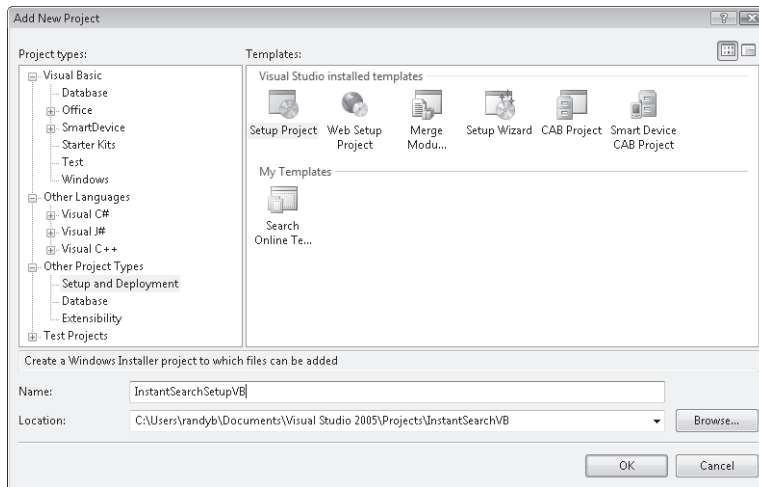 Add New Project
Project types:
Templates:
Visual Basic
Database
Office
SmartDevice
Starter Kits
Test
Windows
Other Languages
Visual C#
Visual J#
Visual C++
Other Project Types
Setup and Deployment
Database
Extensibility
Test Projects
Visual Studio installed templates
Setup Project
Web Setup
Project
Merge
Modu...
Setup Wizard
CAB Project
Smart Device
CAB Project
My Templates
Search
Online Te...
Create a Windows Installer project to which files can be added
Name:
InstantSearchSetupVB
Location:
C:\Users\randyb\Documents\Visual Studio 2005\Projects\InstantSearchVB
Browse...
OK
Cancel